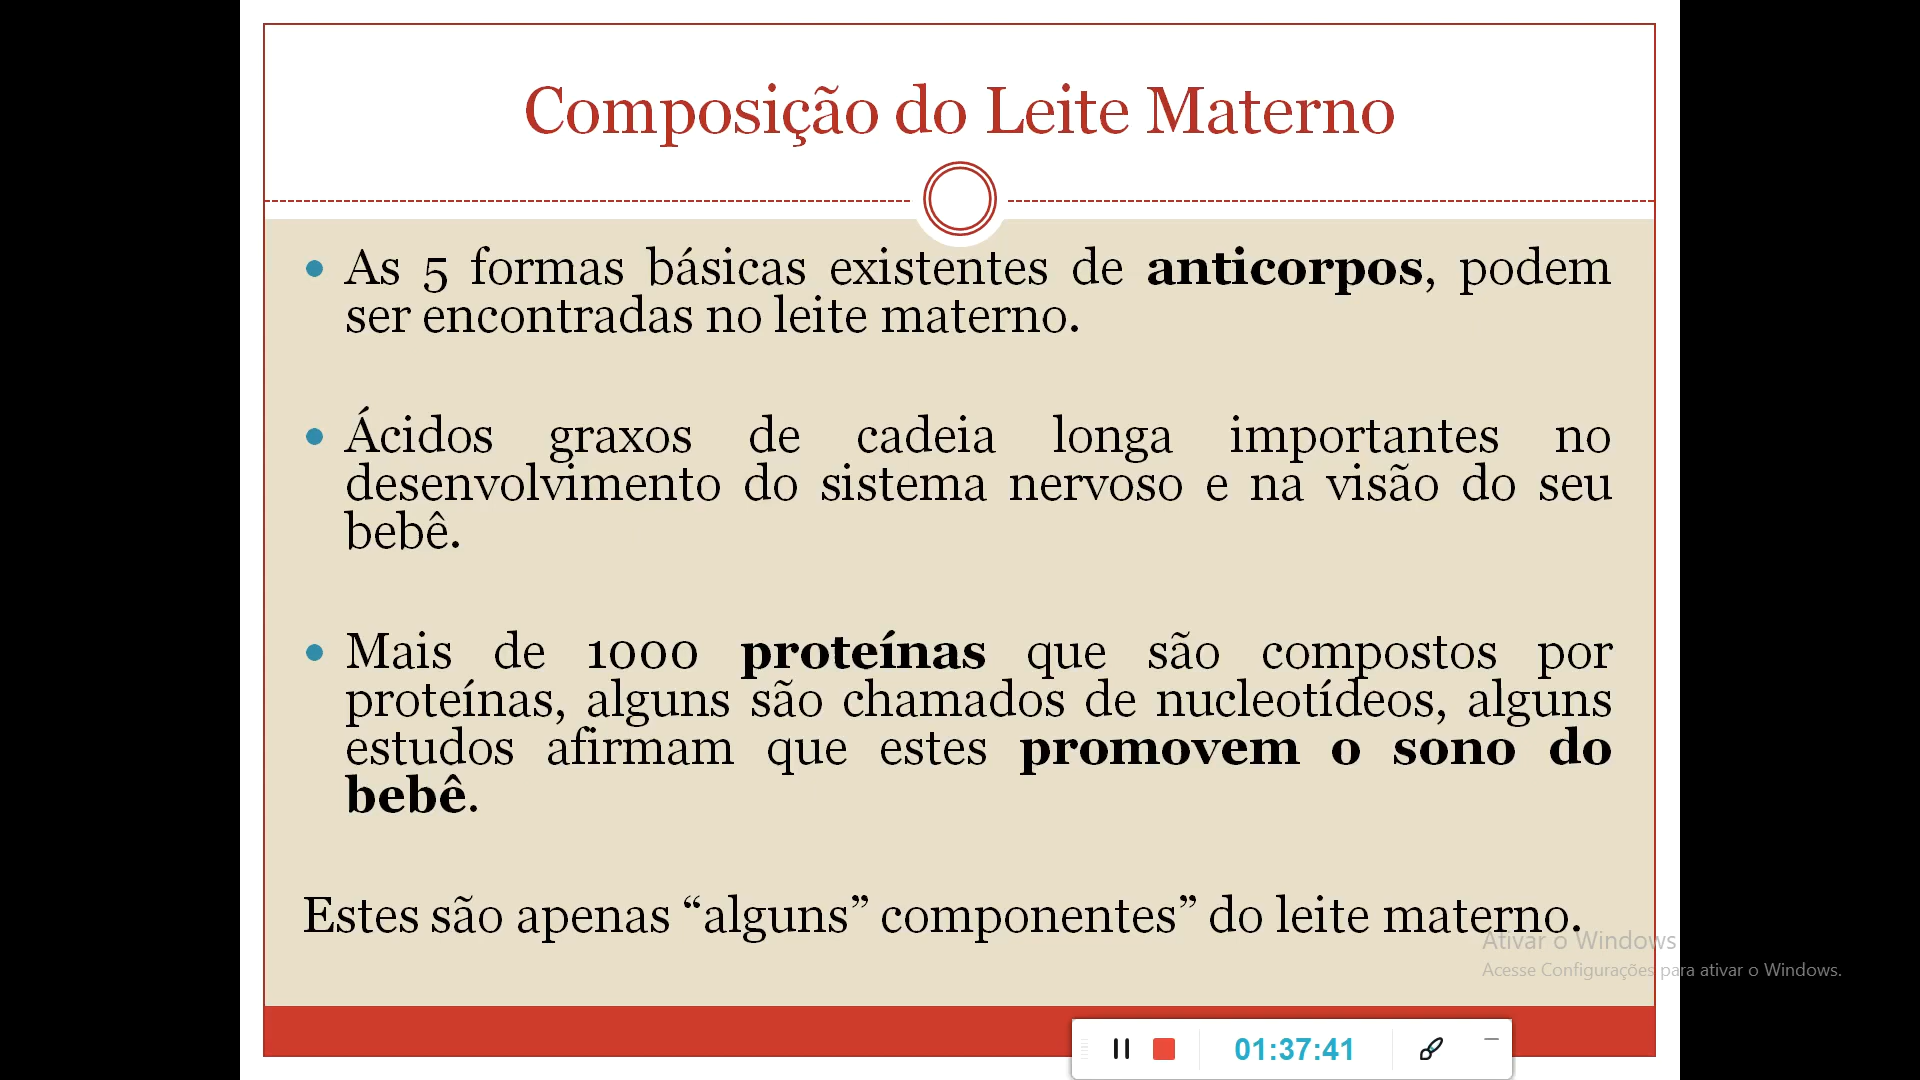 Composição do Leite Materno
• As 5 formas básicas existentes de anticorpos, podem
ser encontradas no leite materno.
• Ácidos graxos de cadeia longa importantes no
desenvolvimento do sistema nervoso e na visão do seu
bebê.
• Mais de 1000 proteínas que são compostos por
proteínas, alguns são chamados de nucleotídeos, alguns
estudos afirmam que estes promovem o sono do
bebê.
Estes são apenas “alguns” componentes” do leite materno.
Ativar o Windows
Acesse Configurações para ativar o Windows.
01:37:41